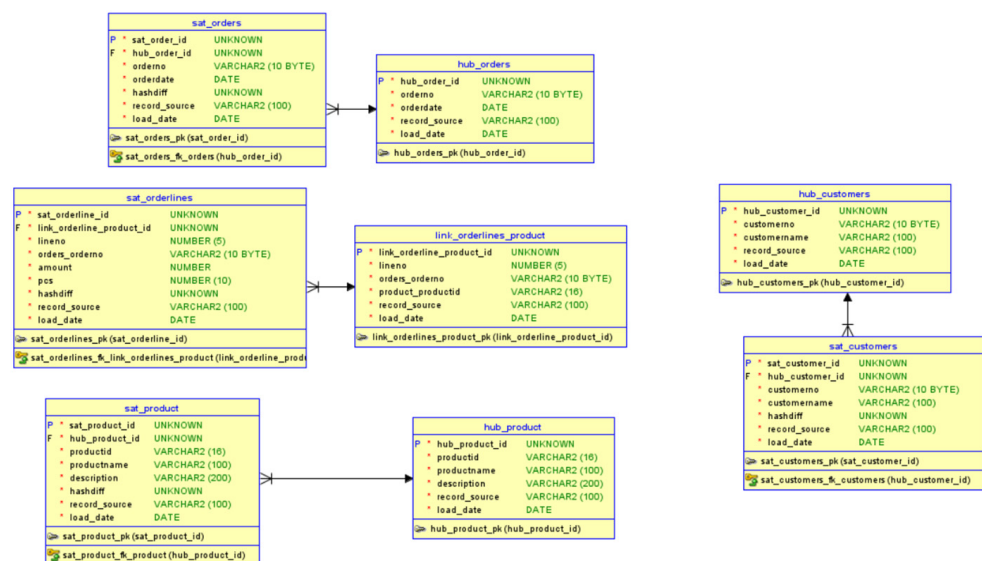 sat_orders
P * sat_order_id UNKNOWN
F * hub_order_id UNKNOWN
* orderno VARCHAR2 (10 BYTE)
* orderdate DATE
* hashdiff UNKNOWN
* record_source VARCHAR2 (100)
* load_date DATE
sat_orders_pk (sat_order_id)
sat_orders_fk_orders (hub_order_id)
hub_orders
P * hub_order_id UNKNOWN
* orderno VARCHAR2 (10 BYTE)
* orderdate DATE
* record_source VARCHAR2 (100)
* load_date DATE
hub_orders_pk (hub_order_id)
sat_orderlines
P * sat_orderline_id UNKNOWN
F * link_orderline_product_id UNKNOWN
* lineno NUMBER (5)
* orders_orderno VARCHAR2 (10 BYTE)
* amount NUMBER
* pcs NUMBER (10)
* hashdiff UNKNOWN
* record_source VARCHAR2 (100)
* load_date DATE
sat_orderlines_pk (sat_orderline_id)
sat_orderlines_fk_link_orderlines_product (link_orderline_prod
link_orderlines_product
P * link_orderline_product_id UNKNOWN
* lineno NUMBER (5)
* orders_orderno VARCHAR2 (10 BYTE)
* product_productid VARCHAR2 (16)
* record_source VARCHAR2 (100)
* load_date DATE
link_orderlines_product_pk (link_orderline_product_id)
hub_customers
P * hub_customer_id UNKNOWN
* customerno VARCHAR2 (10 BYTE)
* customername VARCHAR2 (100)
* record_source VARCHAR2 (100)
* load_date DATE
hub_customers_pk (hub_customer_id)
sat_customers
P * sat_customer_id UNKNOWN
F * hub_customer_id UNKNOWN
* customerno VARCHAR2 (10 BYTE)
* customername VARCHAR2 (100)
* hashdiff UNKNOWN
* record_source VARCHAR2 (100)
* load_date DATE
sat_customers_pk (sat_customer_id)
sat_customers_fk_customers (hub_customer_id)
sat_product
P * sat_product_id UNKNOWN
F * hub_product_id UNKNOWN
* productid VARCHAR2 (16)
* productname VARCHAR2 (100)
* description VARCHAR2 (200)
* hashdiff UNKNOWN
* record_source VARCHAR2 (100)
* load_date DATE
sat_product_pk (sat_product_id)
sat_product_fk_product (hub_product_id)
hub_product
P * hub_product_id UNKNOWN
* productid VARCHAR2 (16)
* productname VARCHAR2 (100)
* description VARCHAR2 (200)
* record_source VARCHAR2 (100)
* load_date DATE
hub_product_pk (hub_product_id)